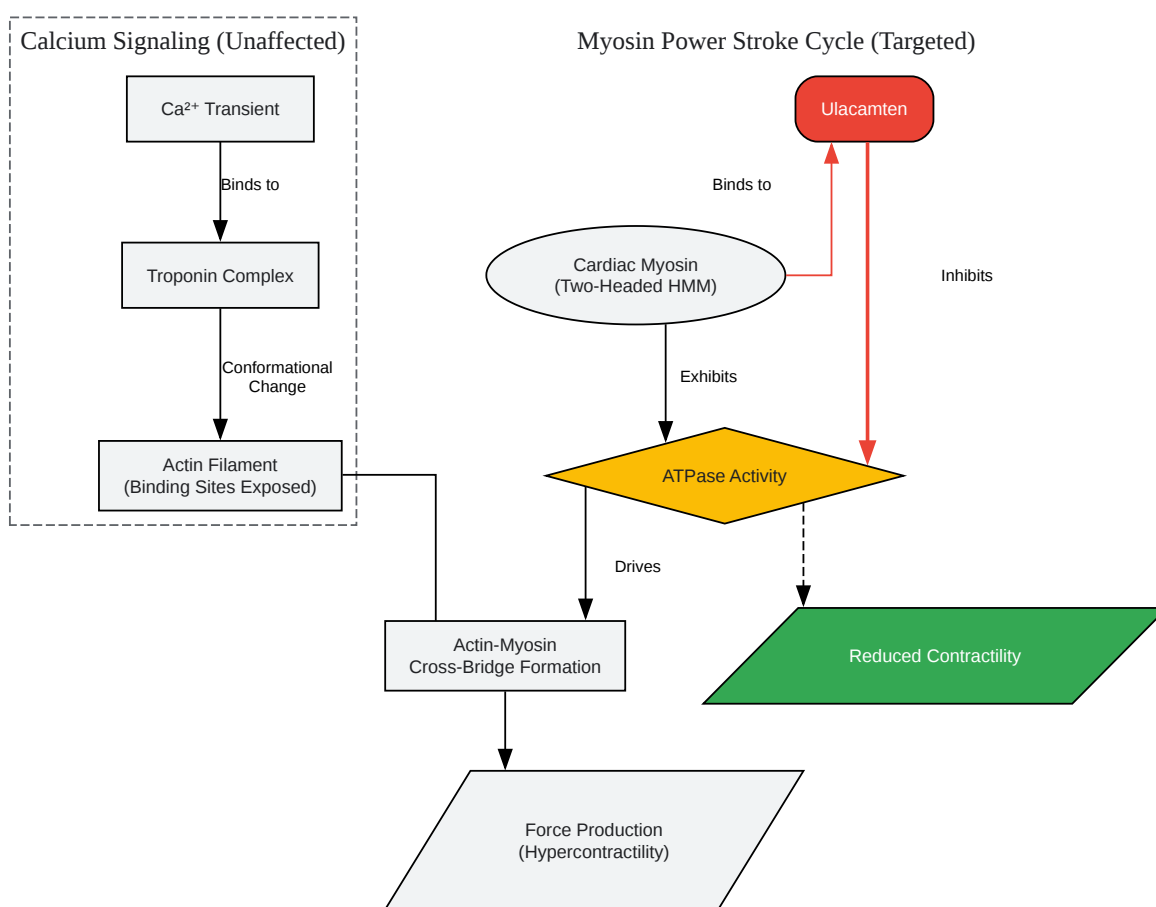 Calcium Signaling (Unaffected)
Myosin Power Stroke Cycle (Targeted)
Ca²⁺ Transient
Ulacamten
Binds to
Binds to
Troponin Complex
Cardiac Myosin
(Two-Headed HMM)
Inhibits
Conformational
Change
Exhibits
Actin Filament
(Binding Sites Exposed)
ATPase Activity
Drives
Actin-Myosin
Cross-Bridge Formation
Reduced Contractility
Force Production
(Hypercontractility)